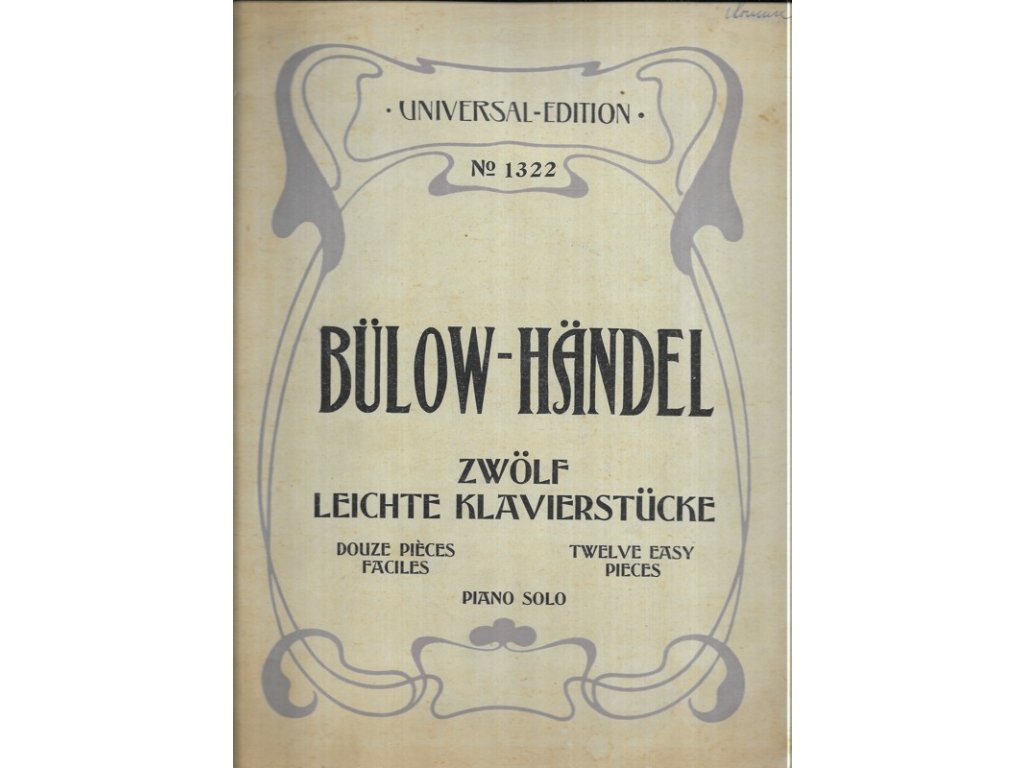 · UNIVERSAL-EDITION ·
Nº 1322
BÜLOW-HÄNDEL
ZWÖLF
LEICHTE KLAVIERSTÜCKE
DOUZE PIÈCES
FACILES
TWELVE EASY
PIECES
PIANO SOLO